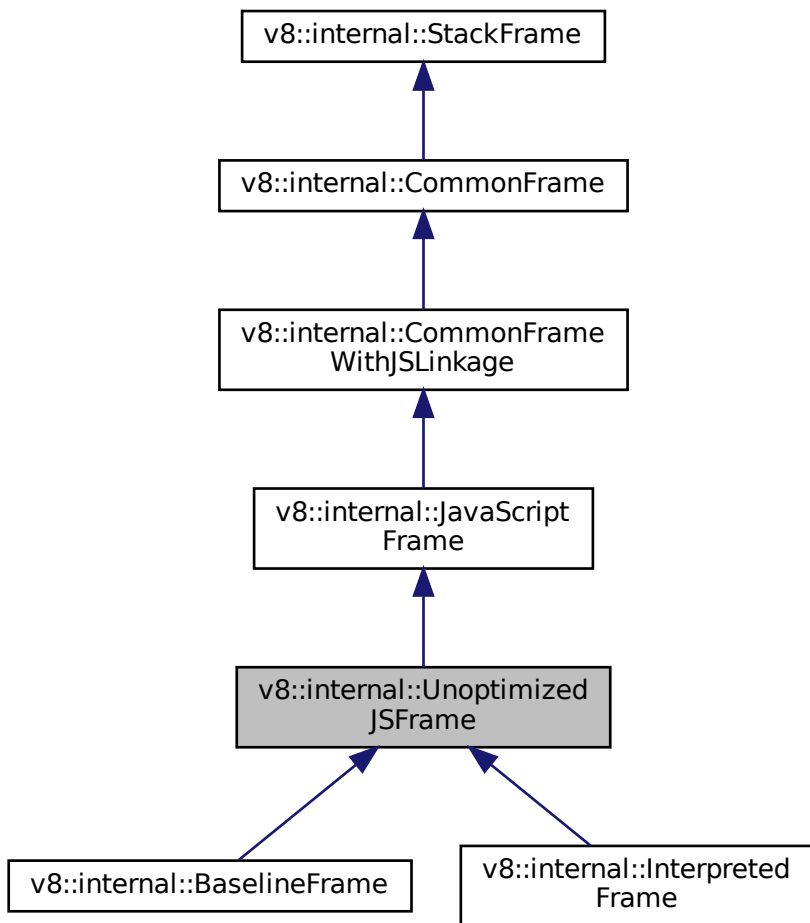 v8::internal::StackFrame
v8::internal::CommonFrame
v8::internal::CommonFrame
WithJSLinkage
v8::internal::JavaScript
Frame
v8::internal::Unoptimized
JSFrame
v8::internal::BaselineFrame
v8::internal::Interpreted
Frame